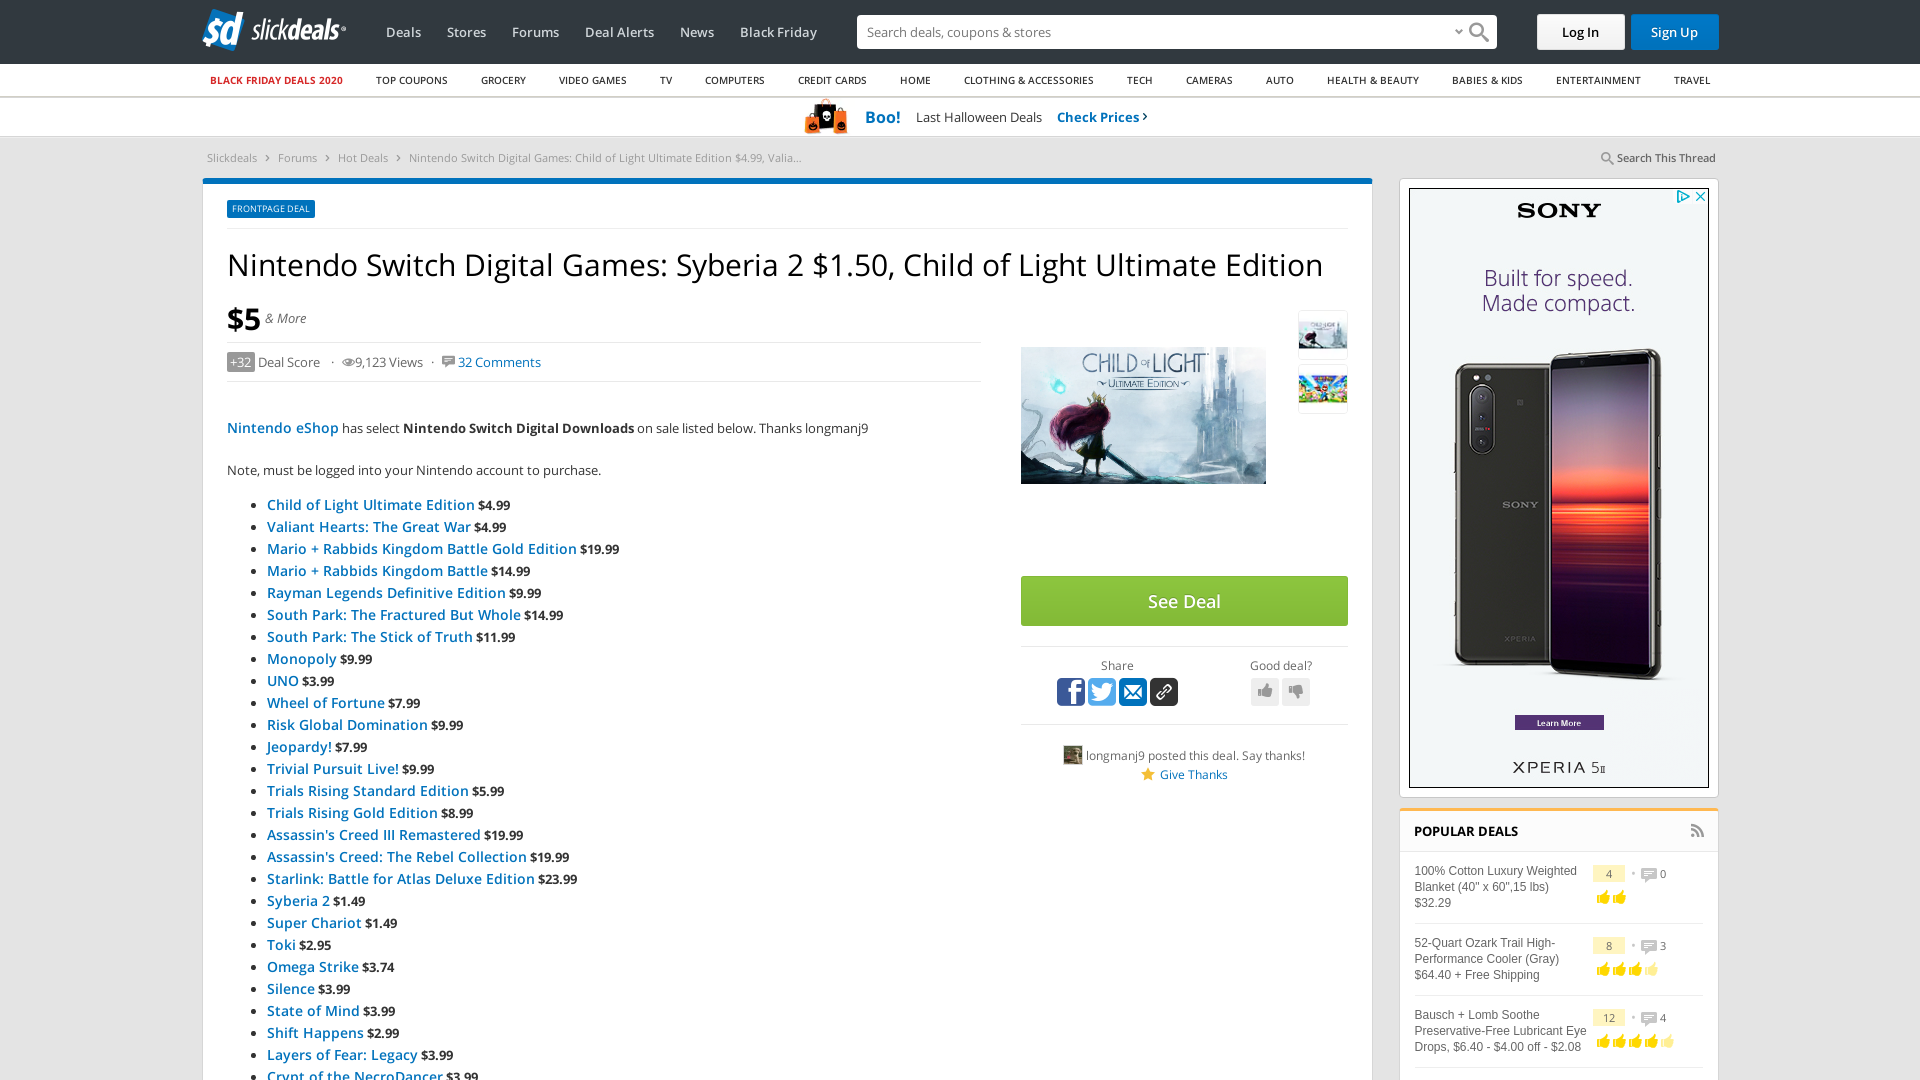 slickdeals
Deals
Stores
Forums
Deal Alerts
News
Black Friday
Search deals, coupons & stores
Log In
Sign Up
BLACK FRIDAY DEALS 2020
TOP COUPONS
GROCERY
VIDEO GAMES
TV
COMPUTERS
CREDIT CARDS
HOME
CLOTHING & ACCESSORIES
TECH
CAMERAS
AUTO
HEALTH & BEAUTY
BABIES & KIDS
ENTERTAINMENT
TRAVEL
Boo! Last Halloween Deals Check Prices
Slickdeals > Forums > Hot Deals > Nintendo Switch Digital Games: Child of Light Ultimate Edition $4.99, Valia...
Search This Thread
FRONTPAGE DEAL
Nintendo Switch Digital Games: Syberia 2 $1.50, Child of Light Ultimate Edition
$5 & More
+32 Deal Score · 9,123 Views · 32 Comments
Nintendo eShop has select Nintendo Switch Digital Downloads on sale listed below. Thanks longmanj9
Note, must be logged into your Nintendo account to purchase.
• Child of Light Ultimate Edition $4.99
• Valiant Hearts: The Great War $4.99
• Mario + Rabbids Kingdom Battle Gold Edition $19.99
• Mario + Rabbids Kingdom Battle $14.99
• Rayman Legends Definitive Edition $9.99
• South Park: The Fractured But Whole $14.99
• South Park: The Stick of Truth $11.99
• Monopoly $9.99
• UNO $3.99
• Wheel of Fortune $7.99
• Risk Global Domination $9.99
• Jeopardy! $7.99
• Trivial Pursuit Live! $9.99
• Trials Rising Standard Edition $5.99
• Trials Rising Gold Edition $8.99
• Assassin's Creed III Remastered $19.99
• Assassin's Creed: The Rebel Collection $19.99
• Starlink: Battle for Atlas Deluxe Edition $23.99
• Syberia 2 $1.49
• Super Chariot $1.49
• Toki $2.95
• Omega Strike $3.74
• Silence $3.99
• State of Mind $3.99
• Shift Happens $2.99
• Layers of Fear: Legacy $3.99
• Crypt of the NecroDancer $3.99
CHILD OF LIGHT
ULTIMATE EDITION
See Deal
Share
Good deal?
longmanj9 posted this deal. Say thanks!
Give Thanks
SONY
Built for speed.
Made compact.
SONY
XPERIA
Learn More
XPERIA 5 II
POPULAR DEALS
100% Cotton Luxury Weighted
Blanket (40" x 60",15 lbs)
$32.29
4 • 0
52-Quart Ozark Trail High-
Performance Cooler (Gray)
$64.40 + Free Shipping
8 • 3
Bausch + Lomb Soothe
Preservative-Free Lubricant Eye
Drops, $6.40 - $4.00 off - $2.08
12 • 4